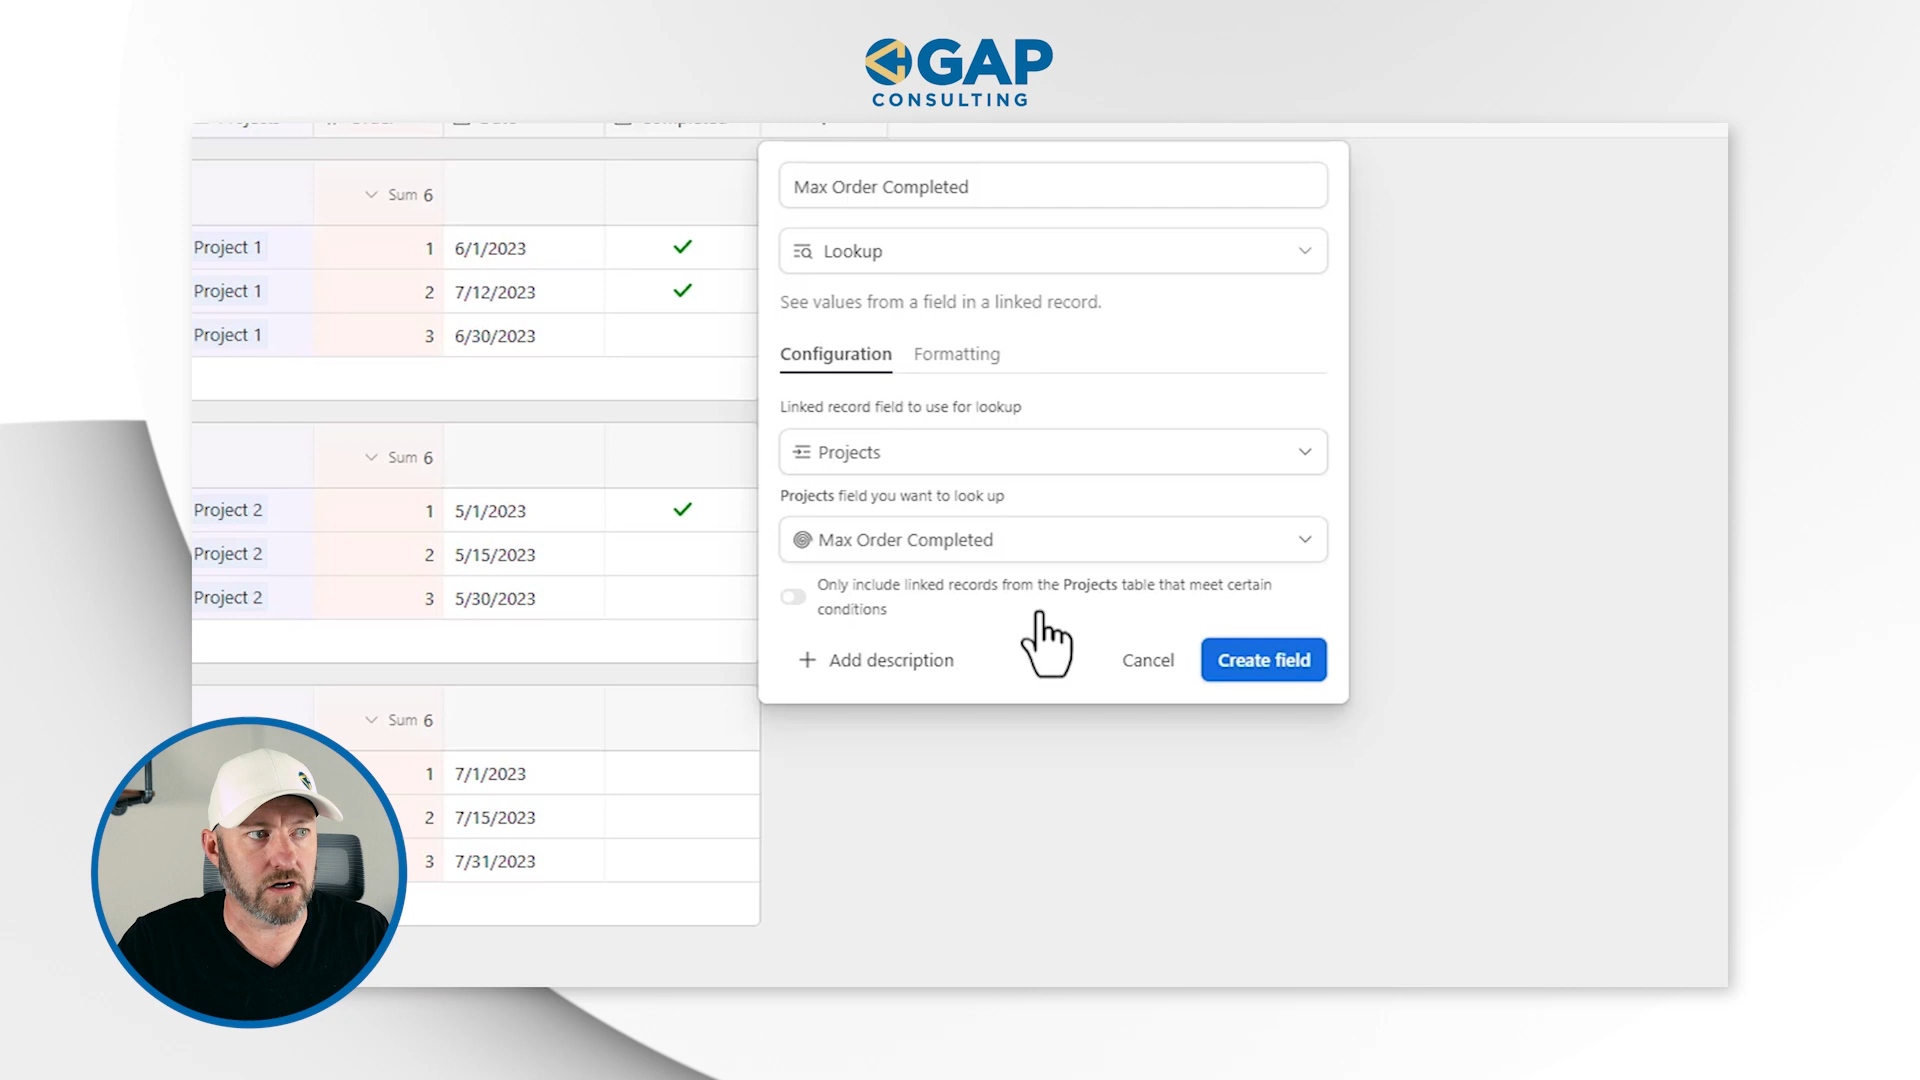 GAP
CONSULTING
Max Order Completed
Sum 6
Project 1 1 6/1/2023
Project 1 2 7/12/2023
Project 1 3 6/30/2023
Sum 6
Project 2 1 5/1/2023
Project 2 2 5/15/2023
Project 2 3 5/30/2023
Sum 6
1 7/1/2023
2 7/15/2023
3 7/31/2023
Lookup
See values from a field in a linked record.
Configuration Formatting
Linked record field to use for lookup
Projects
Projects field you want to look up
Max Order Completed
Only include linked records from the Projects table that meet certain
conditions
+ Add description Cancel Create field